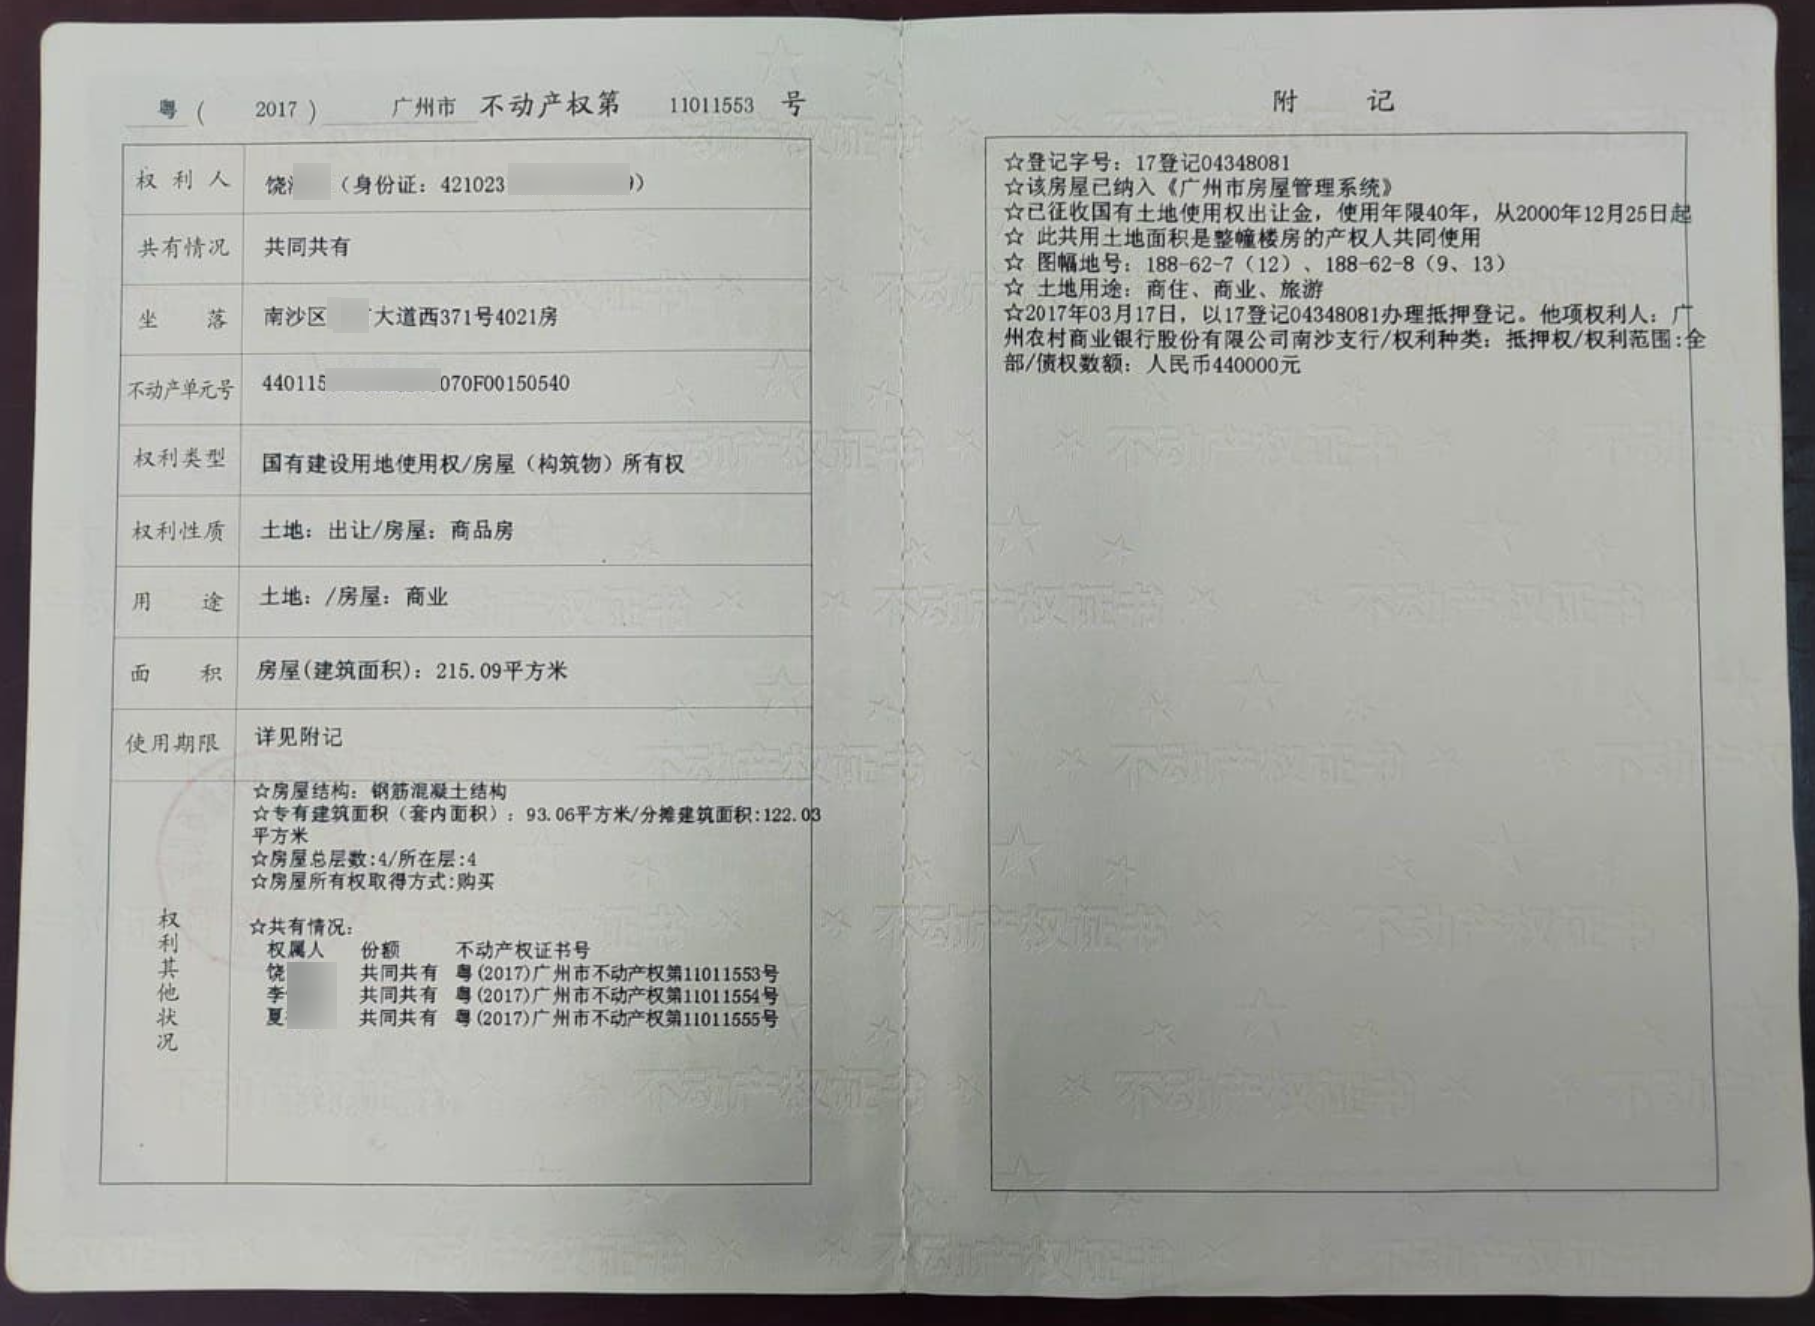 粤 ( 2017 ) 广州市 不动产权第 11011553 号
权利人 饶 (身份证: 421023 )
共有情况 共同共有
坐落 南沙区 大道西371号4021房
不动产单元号 440115 070F00150540
权利类型 国有建设用地使用权/房屋(构筑物)所有权
权利性质 土地: 出让/房屋: 商品房
用途 土地: /房屋: 商业
面积 房屋(建筑面积): 215.09平方米
使用期限 详见附记
权利其他状况
☆房屋结构: 钢筋混凝土结构
☆专有建筑面积(套内面积): 93.06平方米/分摊建筑面积:122.03
平方米
☆房屋总层数:4/所在层:4
☆房屋所有权取得方式:购买
☆共有情况:
权属人 份额 不动产权证书号
饶 共同共有 粤(2017)广州市不动产权第11011553号
李 共同共有 粤(2017)广州市不动产权第11011554号
夏 共同共有 粤(2017)广州市不动产权第11011555号
附 记
☆登记字号: 17登记04348081
☆该房屋已纳入《广州市房屋管理系统》
☆已征收国有土地使用权出让金, 使用年限40年, 从2000年12月25日起
☆ 此共用土地面积是整幢楼房的产权人共同使用
☆ 图幅地号: 188-62-7(12)、188-62-8(9、13)
☆ 土地用途: 商住、商业、旅游
☆2017年03月17日, 以17登记04348081办理抵押登记。他项权利人: 广
州农村商业银行股份有限公司南沙支行/权利种类: 抵押权/权利范围:全
部/债权数额: 人民币440000元